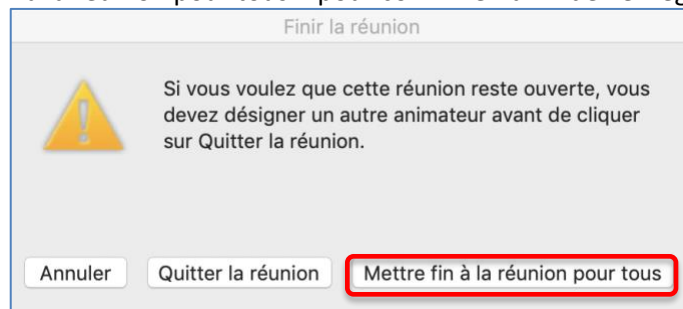 Finir la réunion
Si vous voulez que cette réunion reste ouverte, vous
devez désigner un autre animateur avant de cliquer
sur Quitter la réunion.
Annuler Quitter la réunion Mettre fin à la réunion pour tous